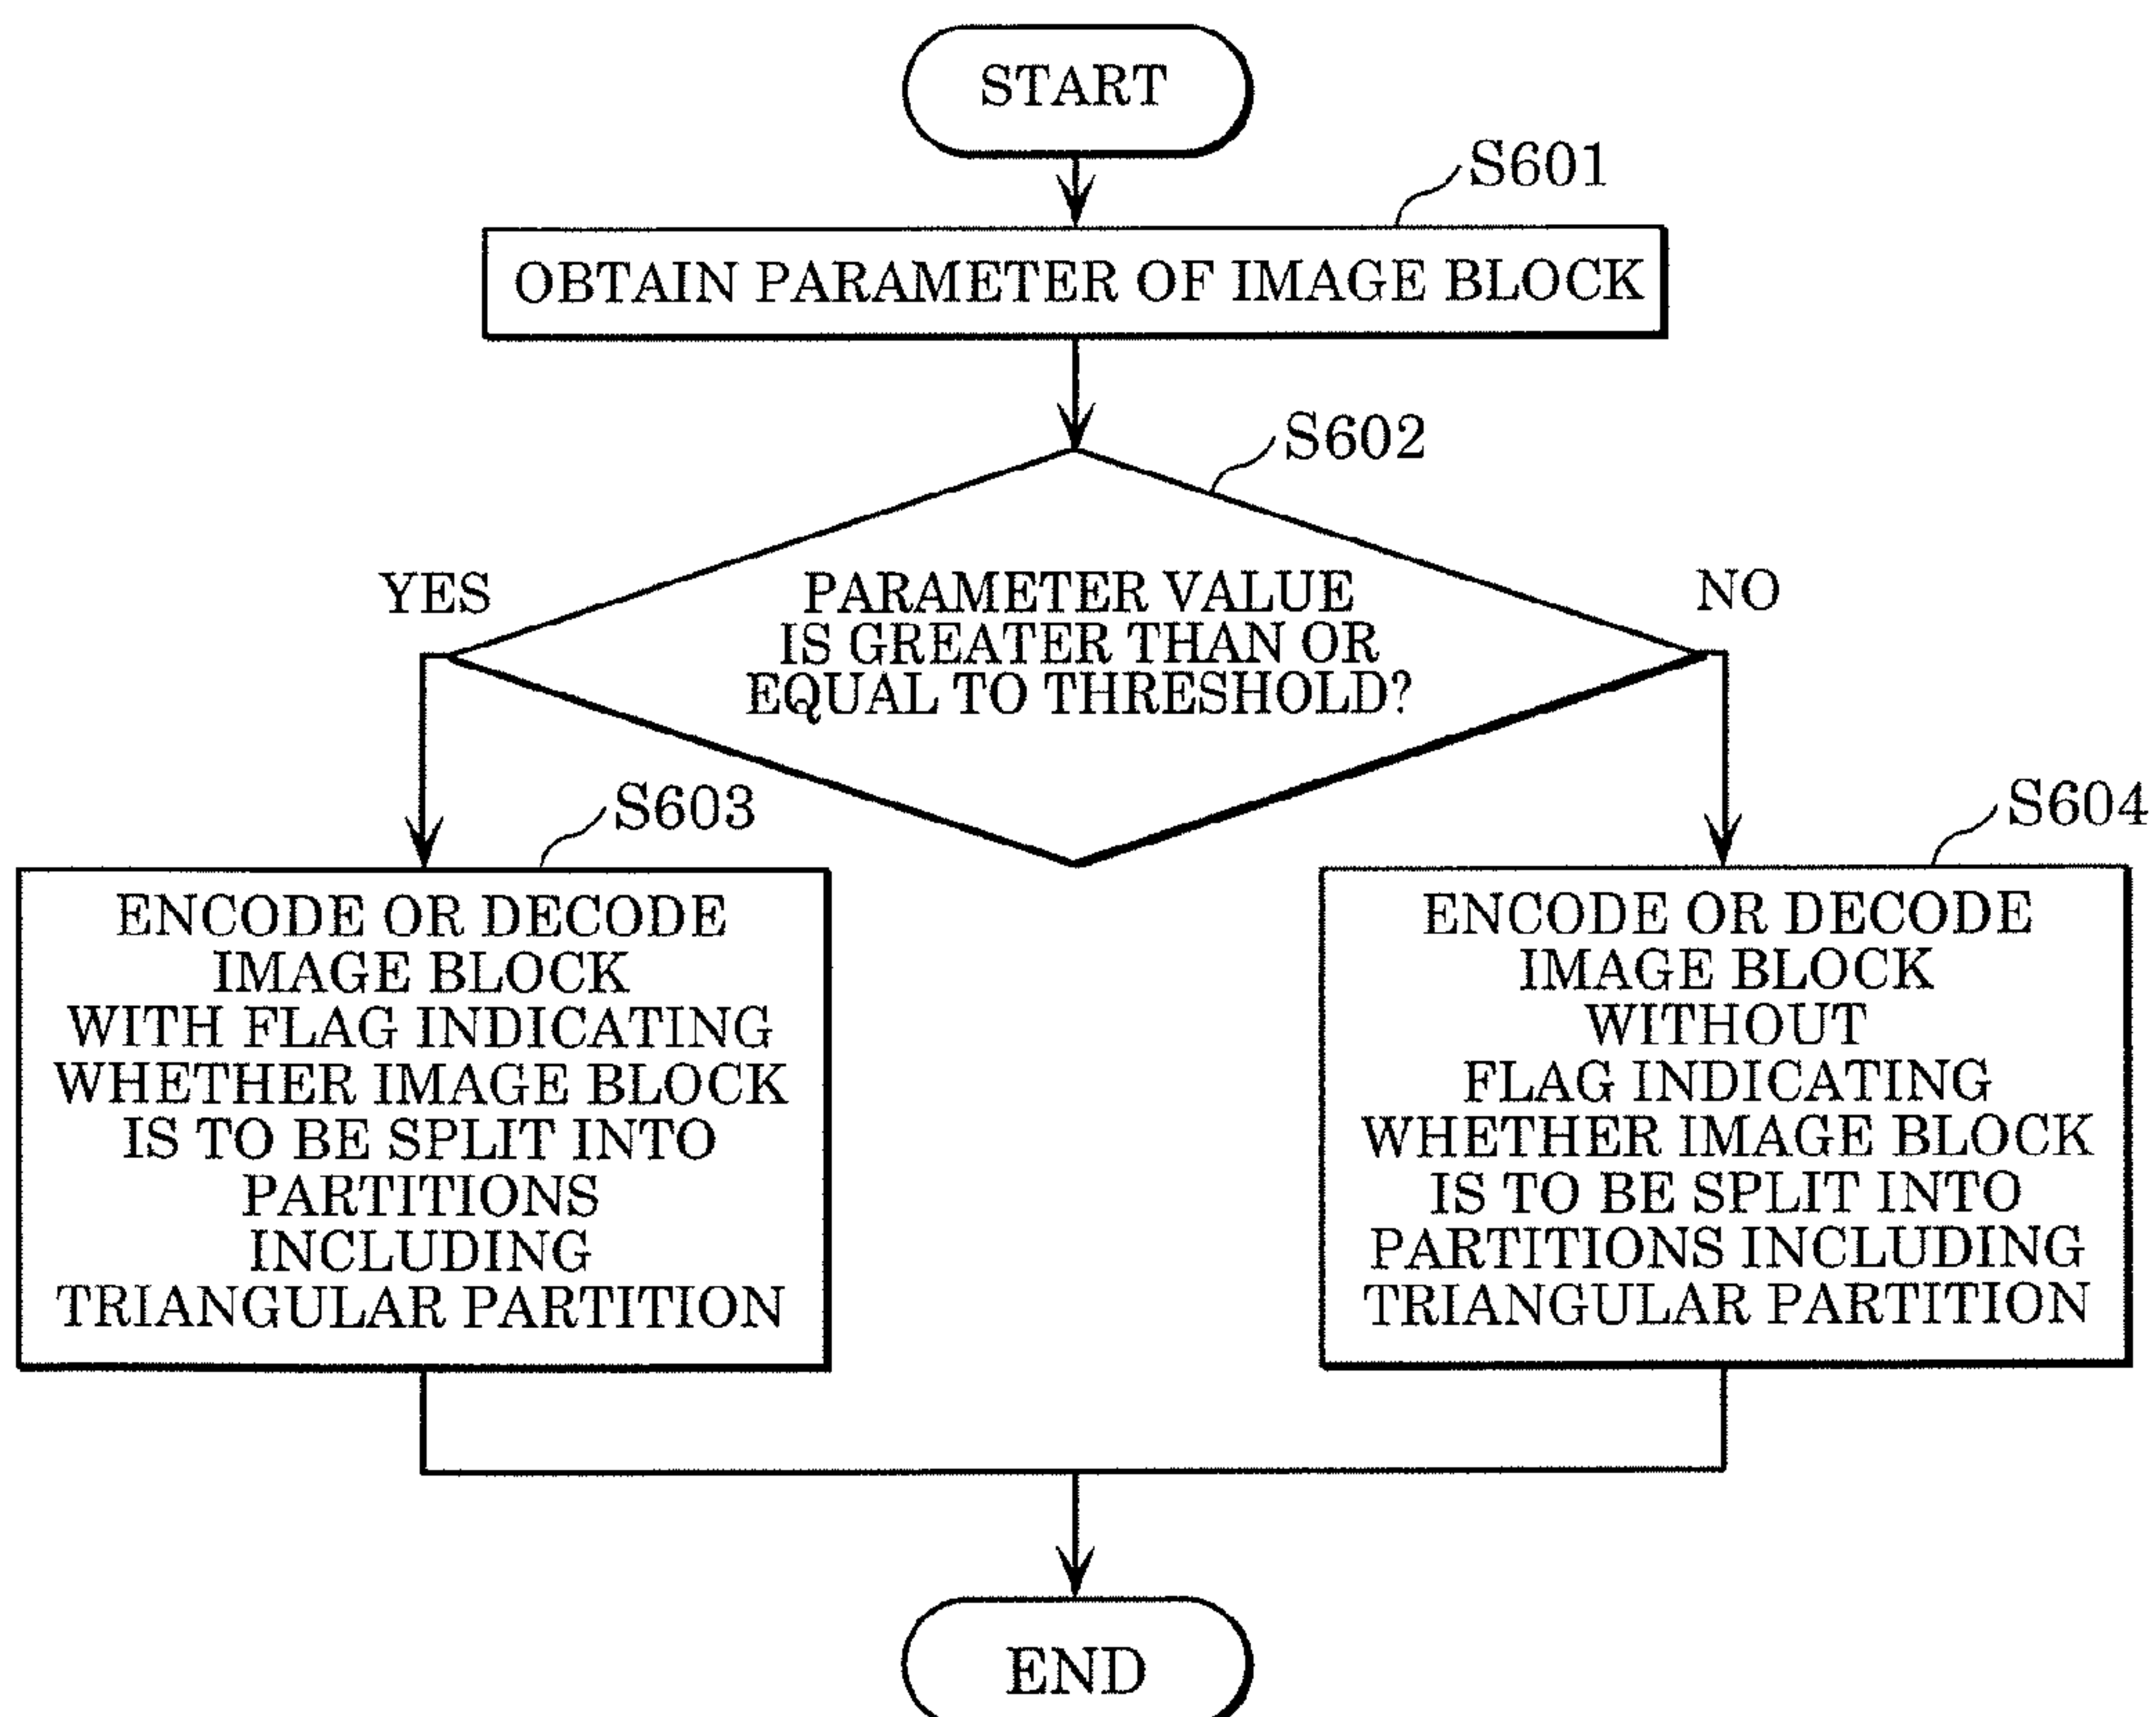 START
S601
OBTAIN PARAMETER OF IMAGE BLOCK
S602
YES
NO
PARAMETER VALUE
IS GREATER THAN OR
EQUAL TO THRESHOLD?
S603
S604
ENCODE OR DECODE
IMAGE BLOCK
WITH FLAG INDICATING
WHETHER IMAGE BLOCK
IS TO BE SPLIT INTO
PARTITIONS
INCLUDING
TRIANGULAR PARTITION
ENCODE OR DECODE
IMAGE BLOCK
WITHOUT
FLAG INDICATING
WHETHER IMAGE BLOCK
IS TO BE SPLIT INTO
PARTITIONS INCLUDING
TRIANGULAR PARTITION
END